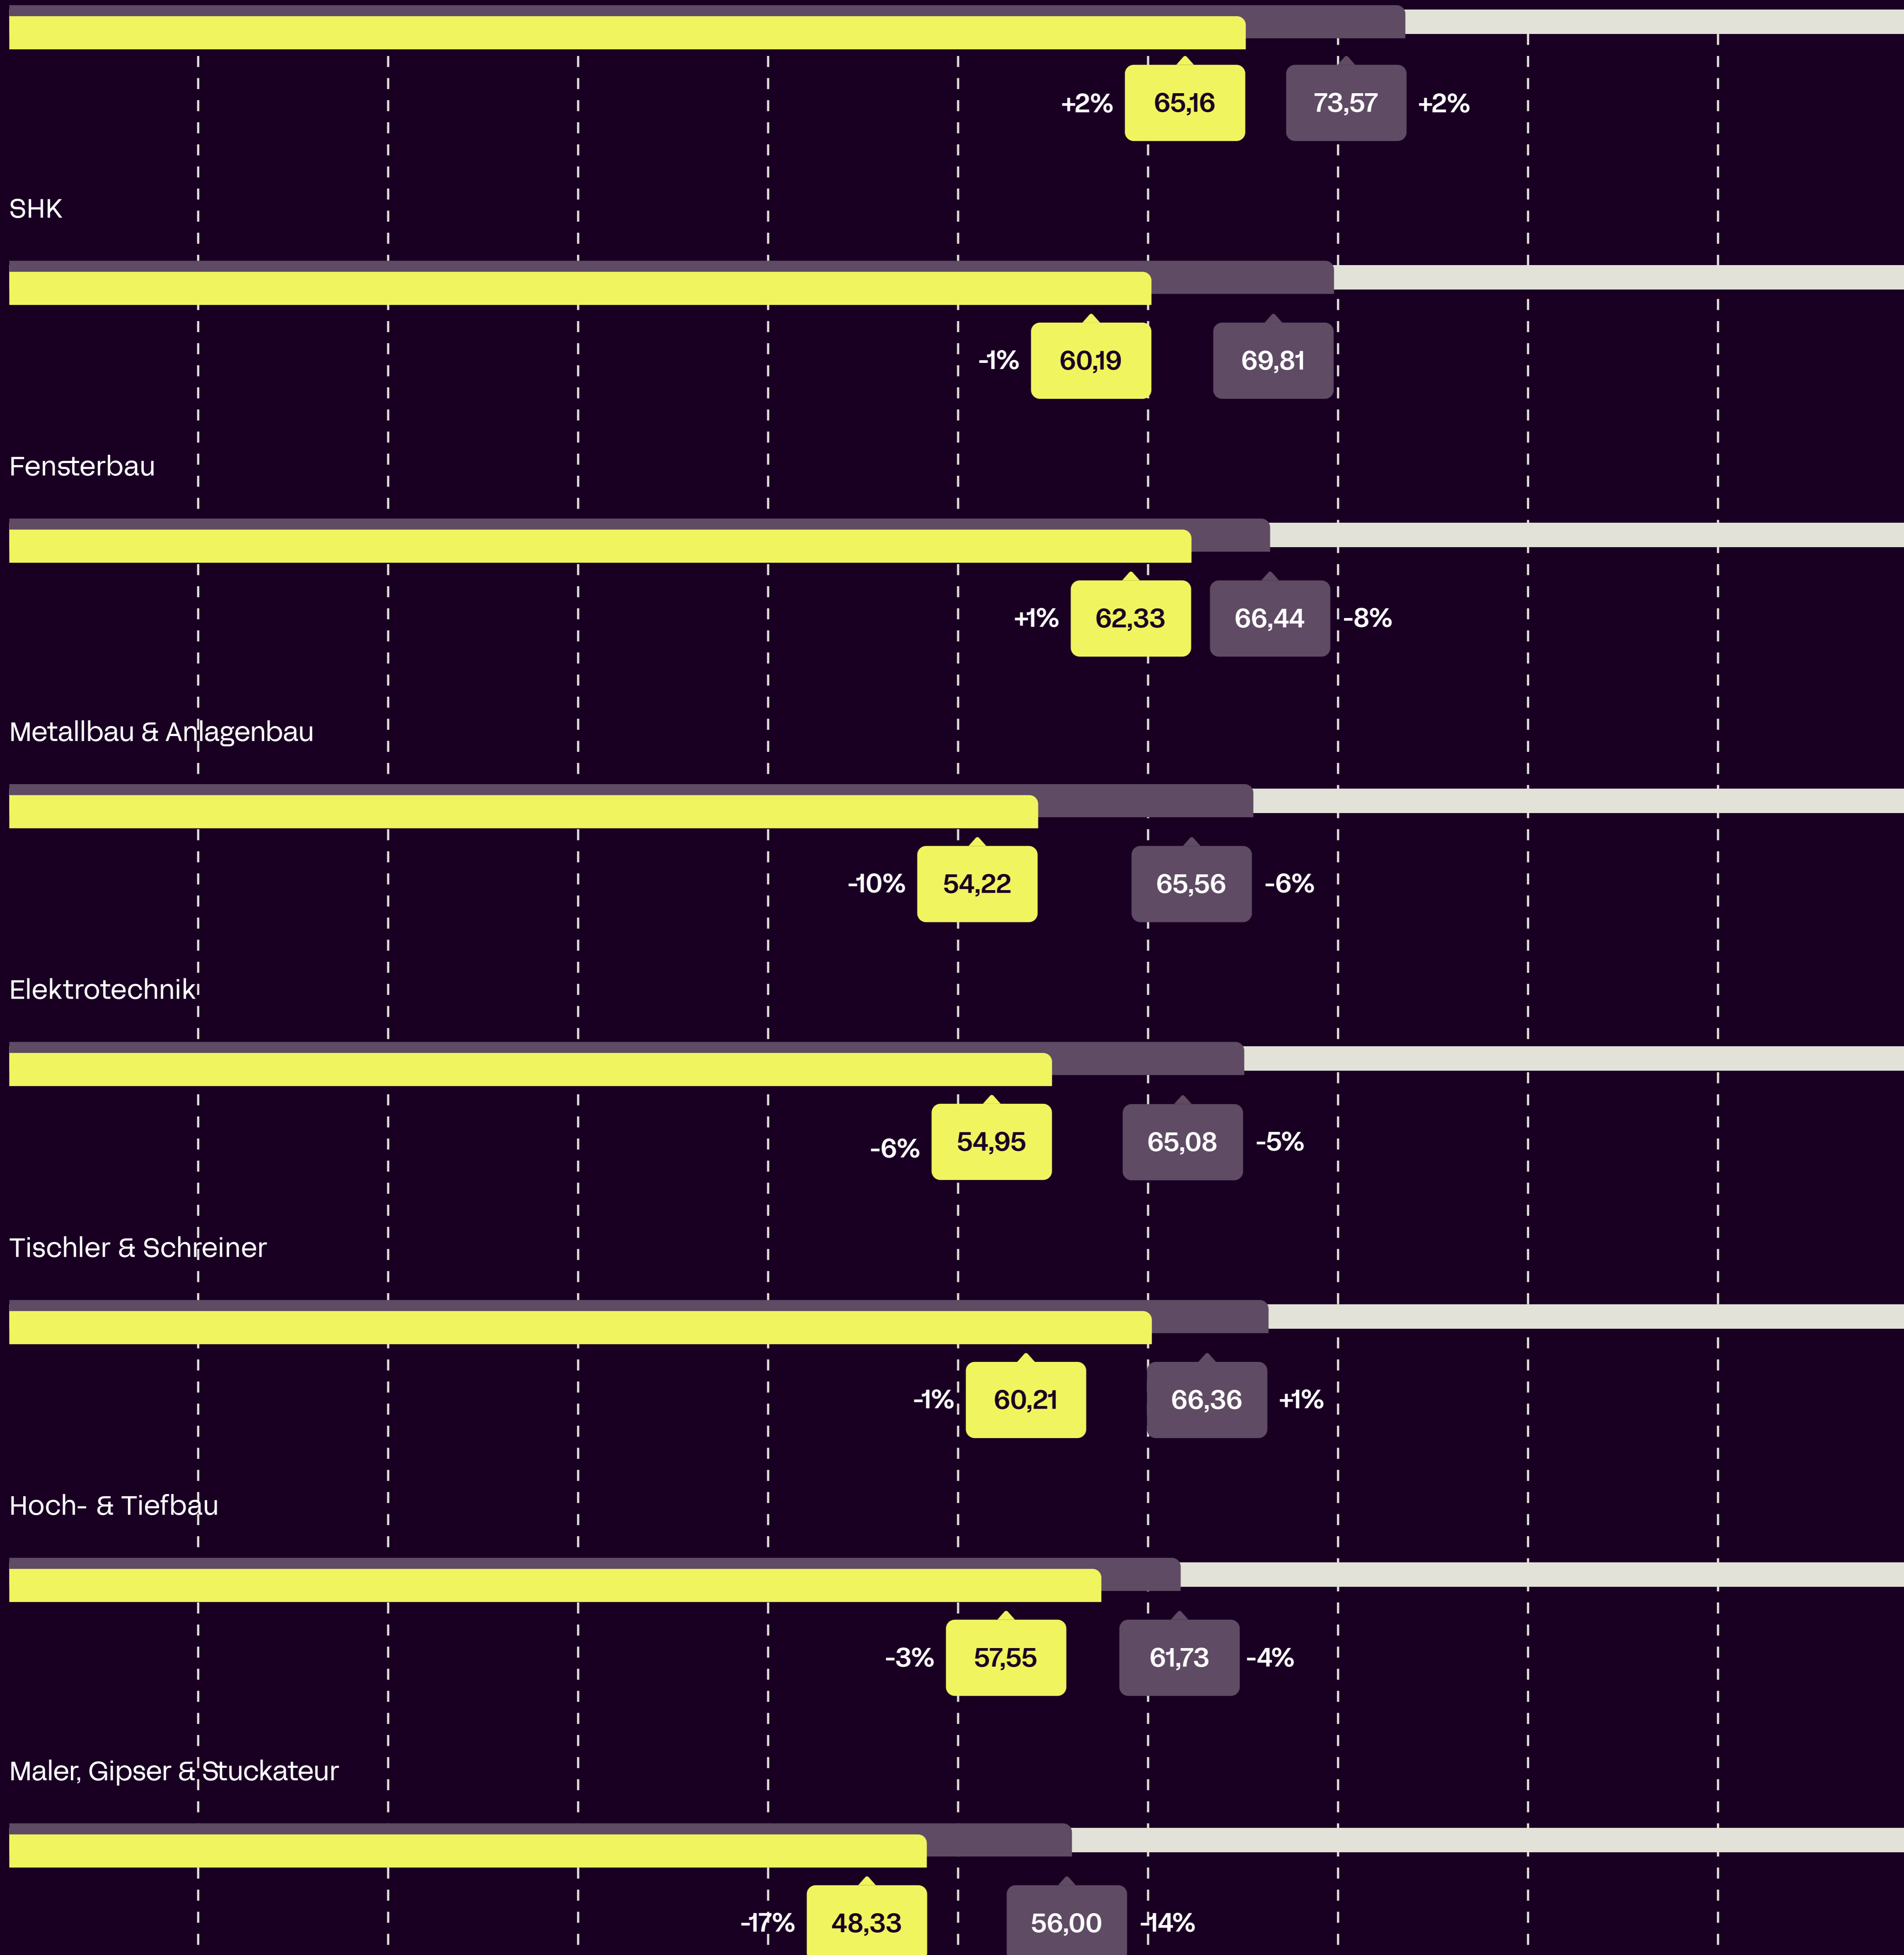 +2% 65,16 73,57 +2%
SHK
-1% 60,19 69,81
Fensterbau
+1% 62,33 66,44 -8%
Metallbau & Anlagenbau
-10% 54,22 65,56 -6%
Elektrotechnik
-6% 54,95 65,08 -5%
Tischler & Schreiner
-1% 60,21 66,36 +1%
Hoch- & Tiefbau
-3% 57,55 61,73 -4%
Maler, Gipser & Stuckateur
-17% 48,33 56,00 -14%